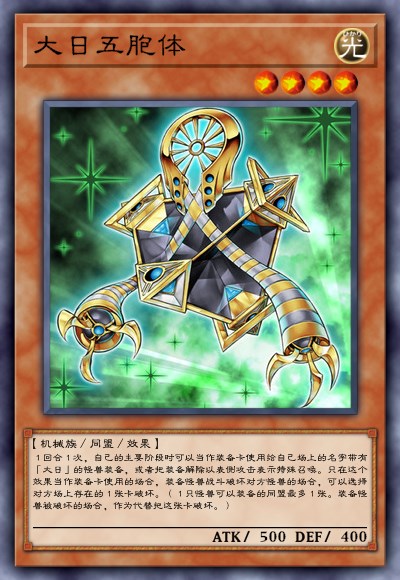 大日五胞体
光
【机械族／同盟／效果】
1回合1次，自己的主要阶段时可以当作装备卡使用给自己场上的名字带有
「大日」的怪兽装备，或者把装备解除以表侧攻击表示特殊召唤。只在这个
效果当作装备卡使用的场合，装备怪兽战斗破坏对方怪兽的场合，可以选择
对方场上存在的1张卡破坏。（1只怪兽可以装备的同盟最多1张。装备怪
兽被破坏的场合，作为代替把这张卡破坏。）
ATK/ 500 DEF/ 400